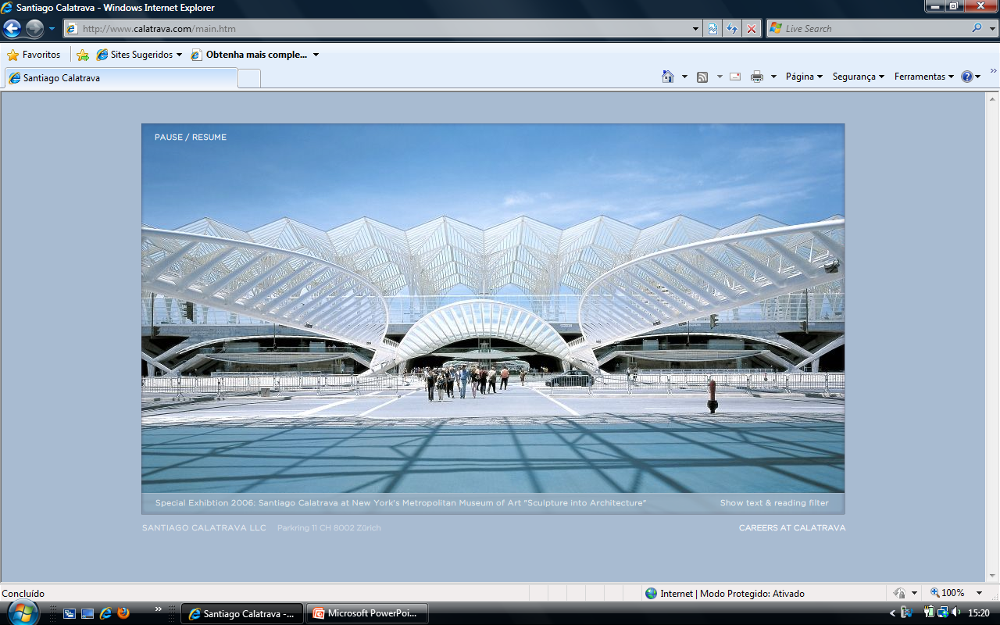 Santiago Calatrava - Windows Internet Explorer
http://www.calatrava.com/main.htm
Live Search
Favoritos
Sites Sugeridos
Obtenha mais comple...
Santiago Calatrava
Página
Segurança
Ferramentas
PAUSE / RESUME
Special Exhibtion 2006: Santiago Calatrava at New York's Metropolitan Museum of Art "Sculpture into Architecture"
Show text & reading filter
SANTIAGO CALATRAVA LLC
Parkring 11 CH 8002 Zürich
CAREERS AT CALATRAVA
Concluído
Internet | Modo Protegido: Ativado
100%
Santiago Calatrava -...
Microsoft PowerPoi...
15:20